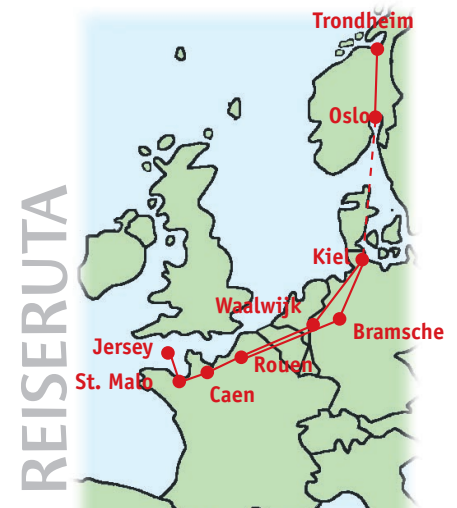 Trondheim
Oslo
Kiel
Waalwijk
Bramsche
Jersey
Rouen
St. Malo
Caen
REISERUTA